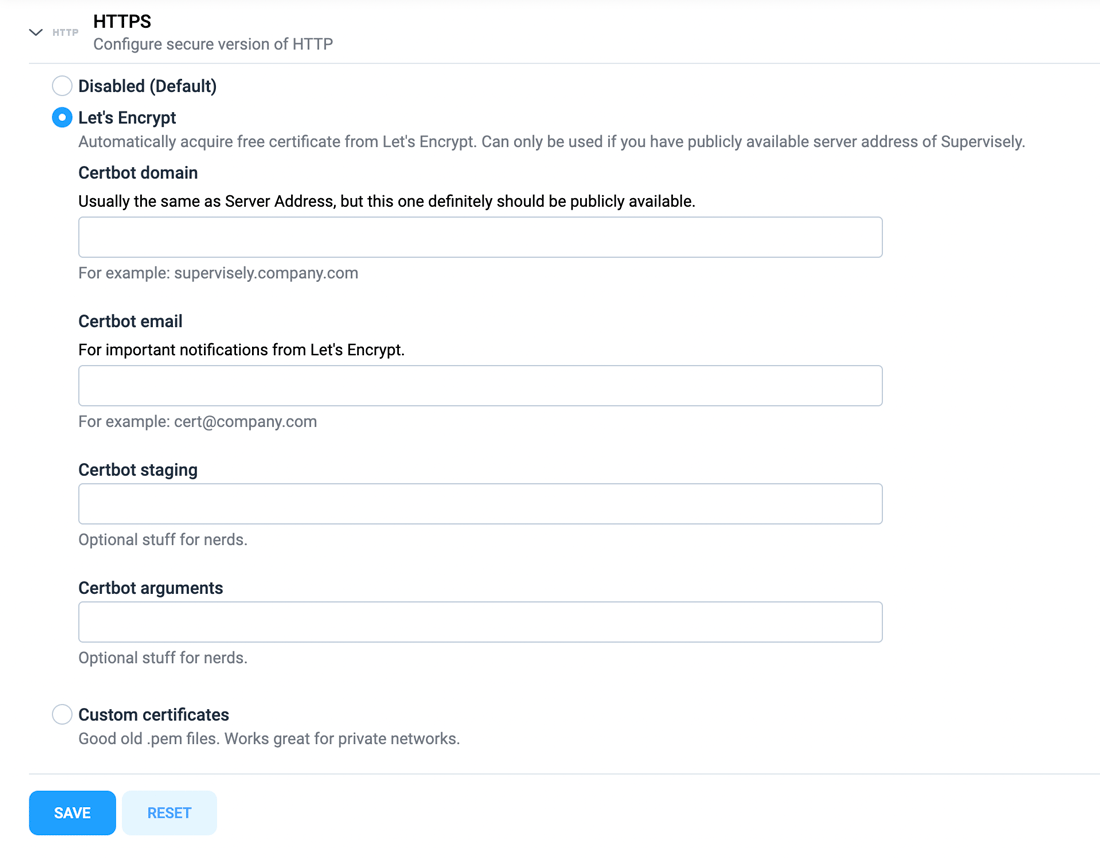 HTTPS
HTTP
Configure secure version of HTTP
Disabled (Default)
Let's Encrypt
Automatically acquire free certificate from Let's Encrypt. Can only be used if you have publicly available server address of Supervisely.
Certbot domain
Usually the same as Server Address, but this one definitely should be publicly available.
For example: supervisely.company.com
Certbot email
For important notifications from Let's Encrypt.
For example: cert@company.com
Certbot staging
Optional stuff for nerds.
Certbot arguments
Optional stuff for nerds.
Custom certificates
Good old .pem files. Works great for private networks.
SAVE
RESET